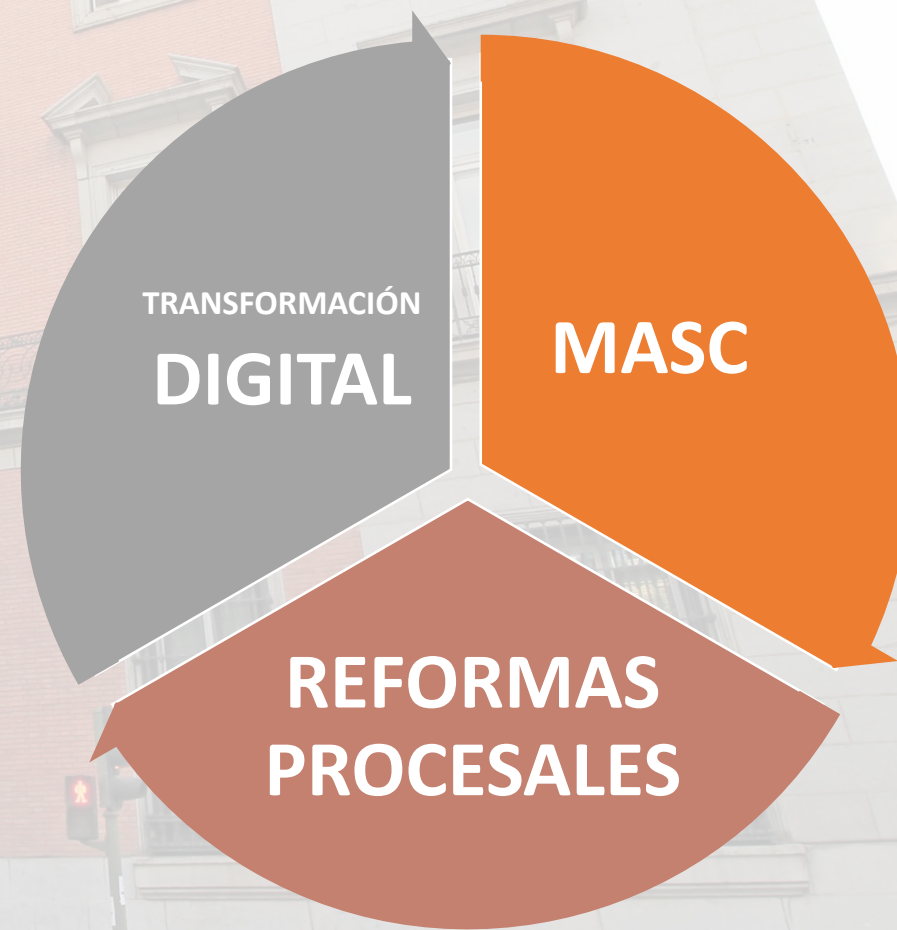 TRANSFORMACIÓN
DIGITAL
MASC
REFORMAS
PROCESALES